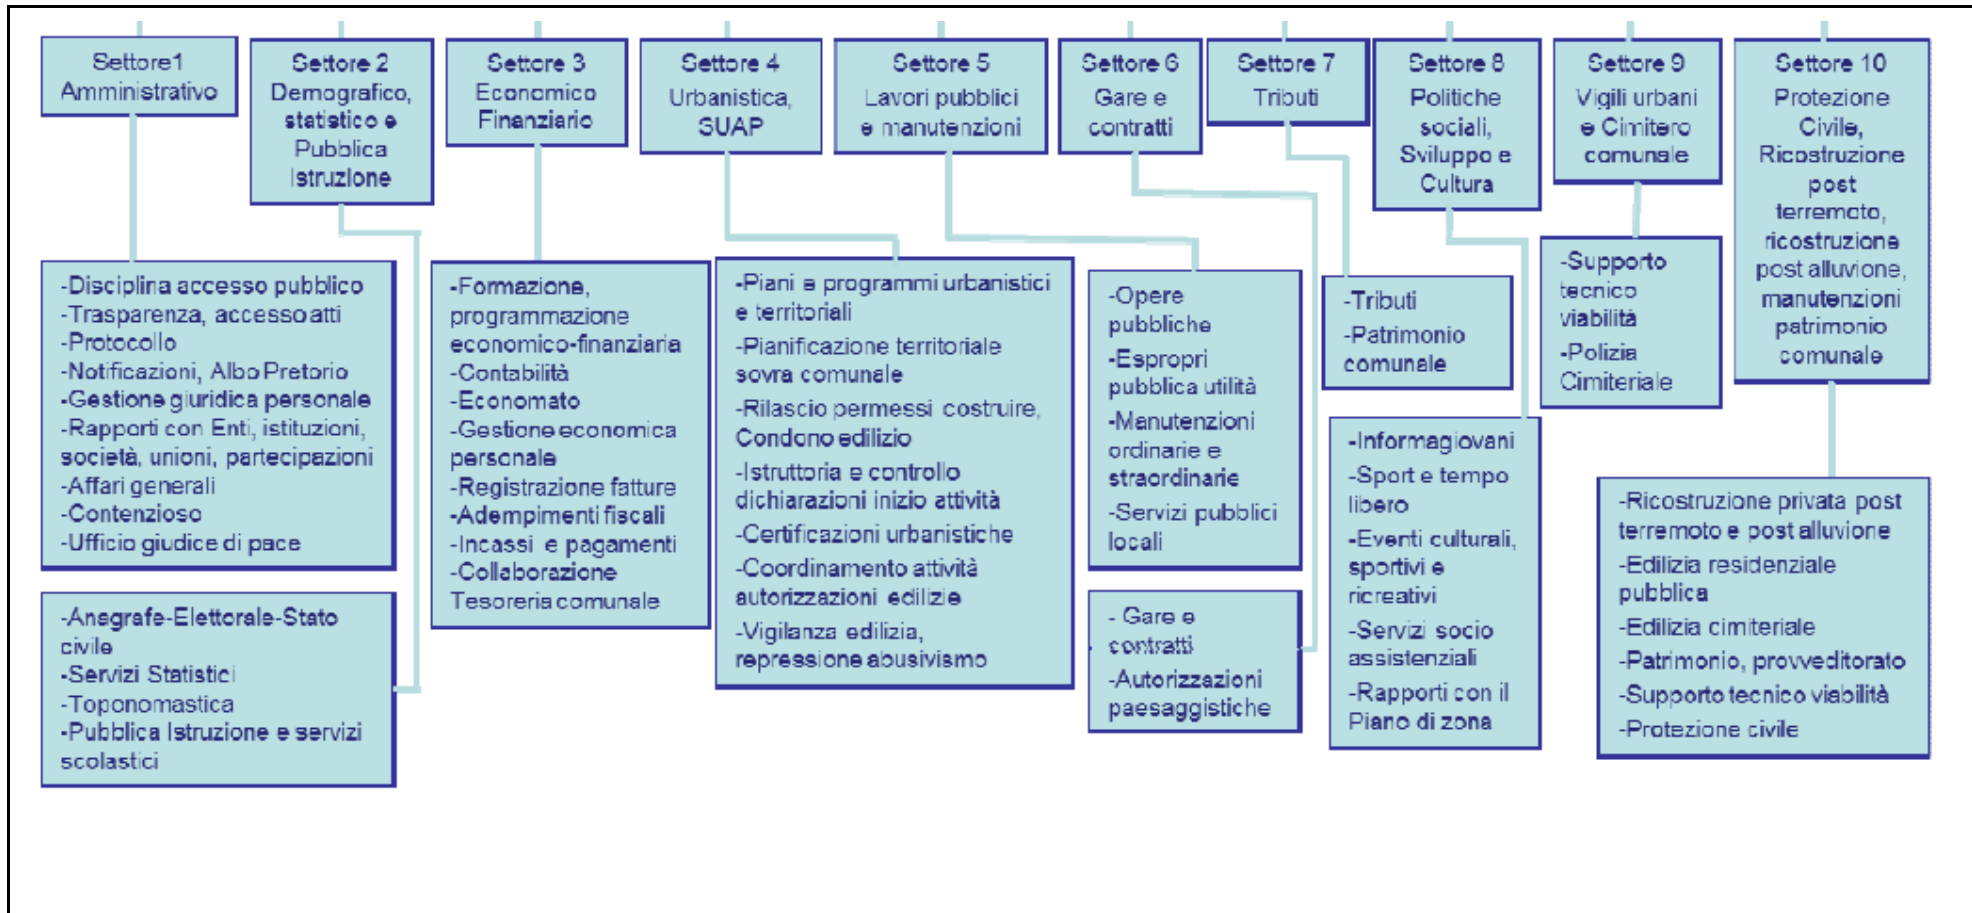 Settore1
Amministrativo
Settore 2
Demografico,
statistico e
Pubblica
Istruzione
Settore 3
Economico
Finanziario
Settore 4
Urbanistica,
SUAP
Settore 5
Lavori pubblici
e manutenzioni
Settore 6
Gare e
contratti
Settore 7
Tributi
Settore 8
Politiche
sociali,
Sviluppo e
Cultura
Settore 9
Vigili urbani
e Cimitero
comunale
Settore 10
Protezione
Civile,
Ricostruzione
post
terremoto,
ricostruzione
post alluvione,
manutenzioni
patrimonio
comunale
-Disciplina accesso pubblico
-Trasparenza, accesso atti
-Protocollo
-Notificazioni, Albo Pretorio
-Gestione giuridica personale
-Rapporti con Enti, istituzioni,
società, unioni, partecipazioni
-Affari generali
-Contenzioso
-Ufficio giudice di pace
-Anagrafe-Elettorale-Stato
civile
-Servizi Statistici
-Toponomastica
-Pubblica Istruzione e servizi
scolastici
-Formazione,
programmazione
economico-finanziaria
-Contabilità
-Economato
-Gestione economica
personale
-Registrazione fatture
-Adempimenti fiscali
-Incassi e pagamenti
-Collaborazione
Tesoreria comunale
-Piani e programmi urbanistici
e territoriali
-Pianificazione territoriale
sovra comunale
-Rilascio permessi costruire,
Condono edilizio
-Istruttoria e controllo
dichiarazioni inizio attività
-Certificazioni urbanistiche
-Coordinamento attività
autorizzazioni edilizie
-Vigilanza edilizia,
repressione abusivismo
-Opere
pubbliche
-Espropri
pubblica utilità
-Manutenzioni
ordinarie e
straordinarie
-Servizi pubblici
locali
- Gare e
contratti
-Autorizzazioni
paesaggistiche
-Tributi
-Patrimonio
comunale
-Informagiovani
-Sport e tempo
libero
-Eventi culturali,
sportivi e
ricreativi
-Servizi socio
assistenziali
-Rapporti con il
Piano di zona
-Supporto
tecnico
viabilità
-Polizia
Cimiteriale
-Ricostruzione privata post
terremoto e post alluvione
-Edilizia residenziale
pubblica
-Edilizia cimiteriale
-Patrimonio, provveditorato
-Supporto tecnico viabilità
-Protezione civile